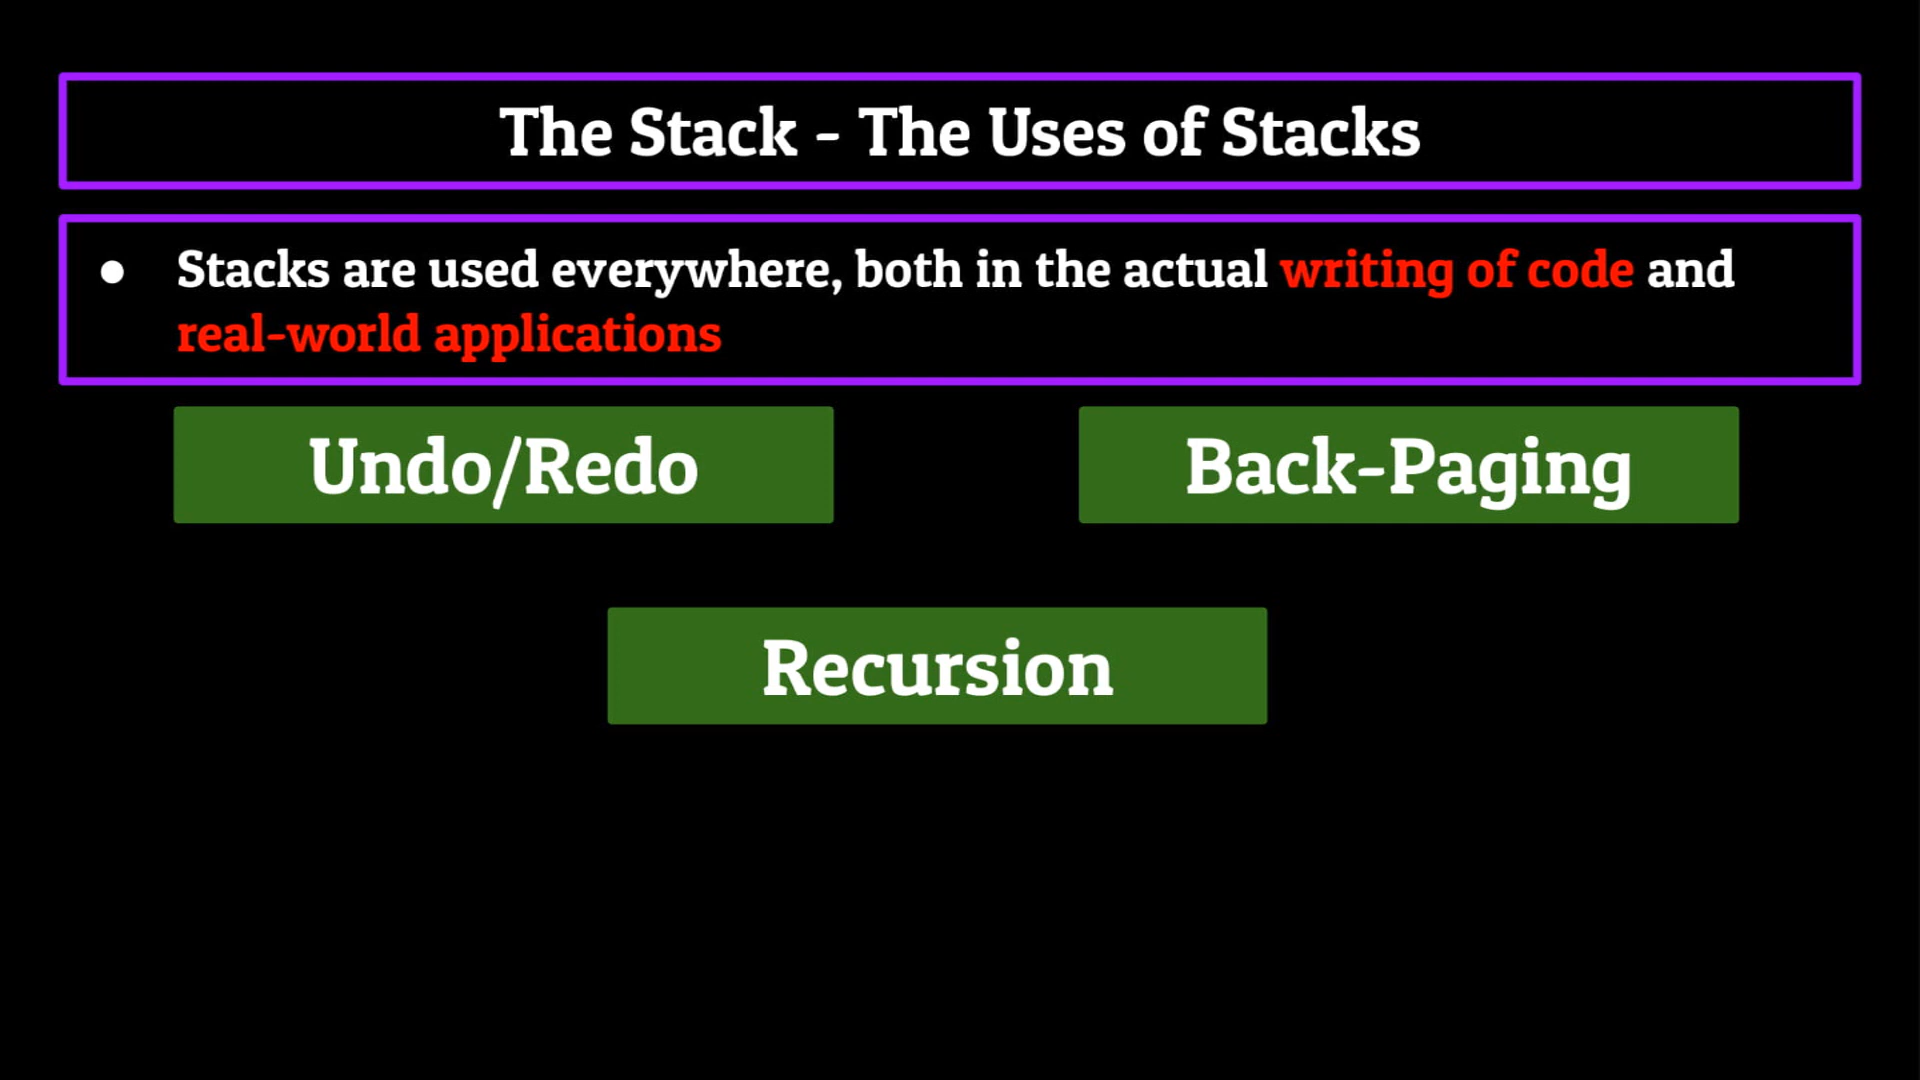 The Stack - The Uses of Stacks
● Stacks are used everywhere, both in the actual writing of code and
real-world applications
Undo/Redo
Back-Paging
Recursion